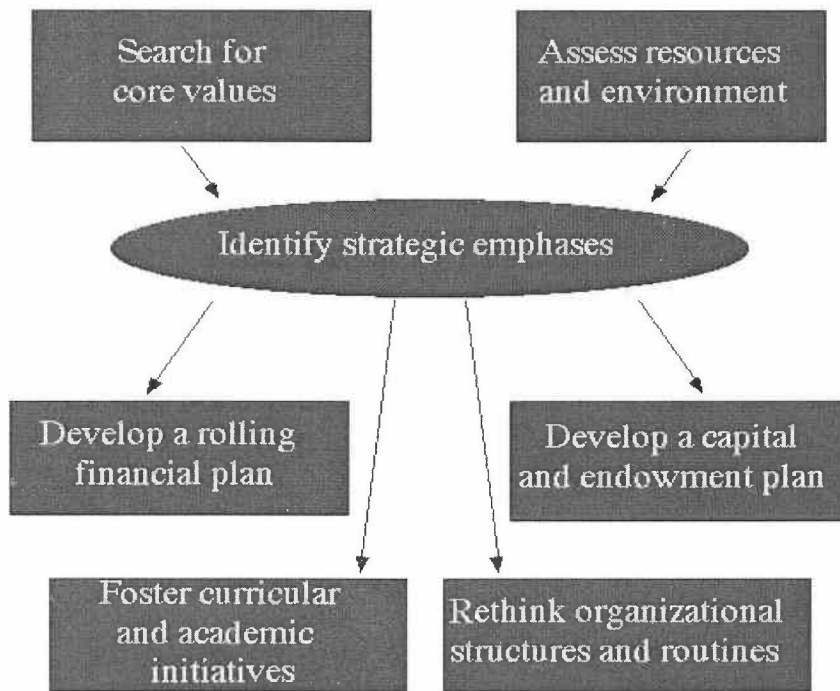 Search for
core values
Assess resources
and environment
Identify strategic emphases
Develop a rolling
financial plan
Develop a capital
and endowment plan
Foster curricular
and academic
initiatives
Rethink organizational
structures and routines